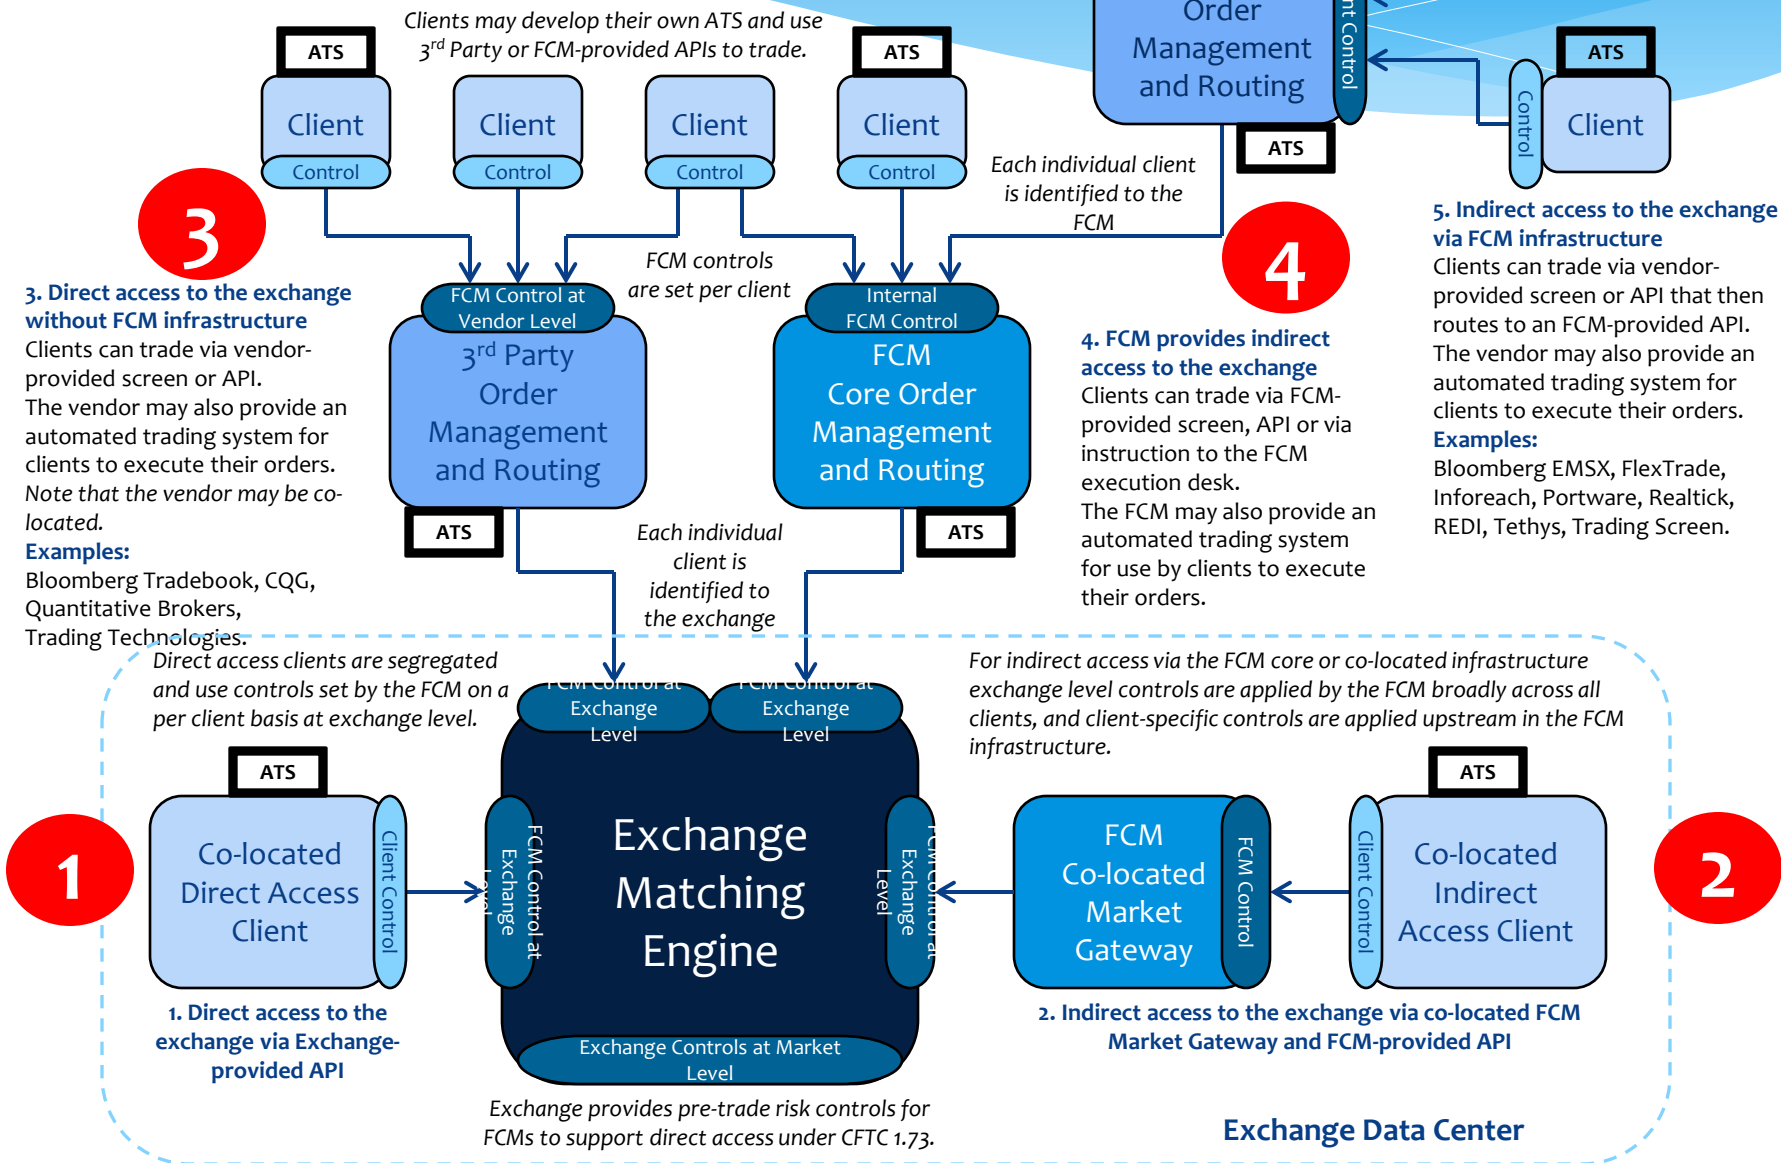 Clients may develop their own ATS and use
3rd Party or FCM-provided APIs to trade.
ATS
Client
Control
Client
Control
Client
Control
ATS
Client
Control
Order
Management
and Routing
nt Control
ATS
ATS
Control
Client
Each individual client
is identified to the
FCM
3
4
FCM controls
are set per client
3. Direct access to the exchange
without FCM infrastructure
Clients can trade via vendor-
provided screen or API.
The vendor may also provide an
automated trading system for
clients to execute their orders.
Note that the vendor may be co-
located.
Examples:
Bloomberg Tradebook, CQG,
Quantitative Brokers,
Trading Technologies.
FCM Control at
Vendor Level
3rd Party
Order
Management
and Routing
ATS
Internal
FCM Control
FCM
Core Order
Management
and Routing
ATS
4. FCM provides indirect
access to the exchange
Clients can trade via FCM-
provided screen, API or via
instruction to the FCM
execution desk.
The FCM may also provide an
automated trading system
for use by clients to execute
their orders.
5. Indirect access to the exchange
via FCM infrastructure
Clients can trade via vendor-
provided screen or API that then
routes to an FCM-provided API.
The vendor may also provide an
automated trading system for
clients to execute their orders.
Examples:
Bloomberg EMSX, FlexTrade,
Inforeach, Portware, Realtick,
REDI, Tethys, Trading Screen.
Each individual
client is
identified to
the exchange
Direct access clients are segregated
and use controls set by the FCM on a
per client basis at exchange level.
FCM Control at
Exchange
Level
FCM Control at
Exchange
Level
For indirect access via the FCM core or co-located infrastructure
exchange level controls are applied by the FCM broadly across all
clients, and client-specific controls are applied upstream in the FCM
infrastructure.
1
ATS
Co-located
Direct Access
Client
Client Control
FCM Control at
Exchange
Level
Exchange
Matching
Engine
FCM Control at
Exchange
Level
FCM
Co-located
Market
Gateway
FCM Control
Client Control
ATS
Co-located
Indirect
Access Client
2
1. Direct access to the
exchange via Exchange-
provided API
Exchange Controls at Market
Level
2. Indirect access to the exchange via co-located FCM
Market Gateway and FCM-provided API
Exchange provides pre-trade risk controls for
FCMs to support direct access under CFTC 1.73.
Exchange Data Center